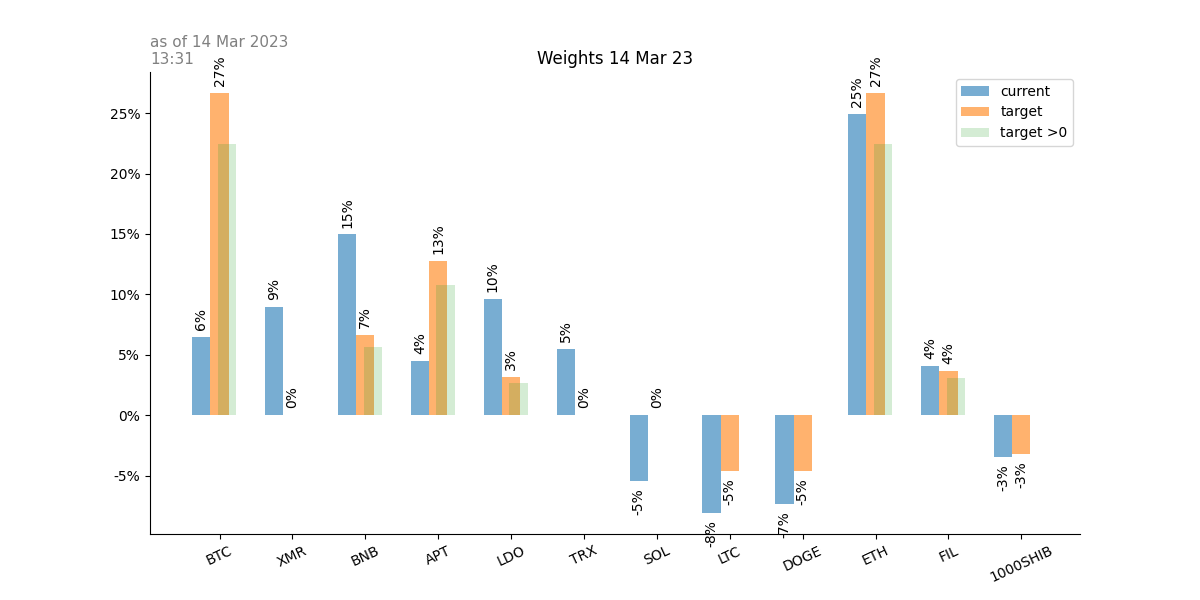 as of 14 Mar 2023
13:31
Weights 14 Mar 23
current
target
target >0
25%
20%
15%
10%
5%
0%
-5%
6%
27%
9%
0%
15%
7%
4%
13%
10%
3%
5%
0%
-5%
0%
-8%
-5%
-7%
-5%
25%
27%
4%
4%
-3%
-3%
BTC
XMR
BNB
APT
LDO
TRX
SOL
LTC
DOGE
ETH
FIL
1000SHIB